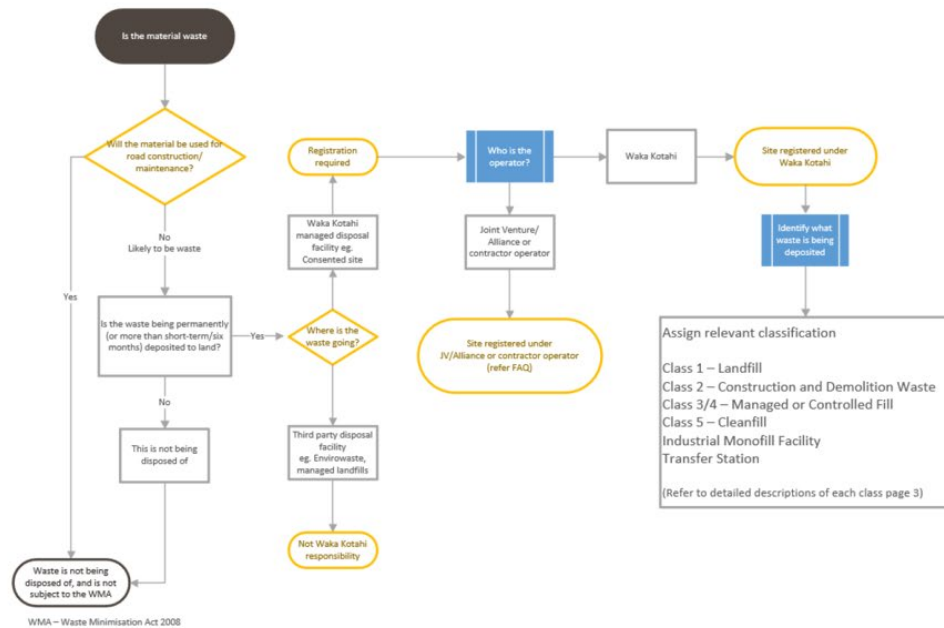 Is the material waste
Will the material be used for
road construction/
maintenance?
No
Likely to be waste
Yes
Is the waste being permanently
(or more than short-term/six
months) deposited to land?
Yes
No
This is not being
disposed of
Waste is not being
disposed of, and is not
subject to the WMA
WMA – Waste Minimisation Act 2008
Registration
required
Waka Kotahi
managed disposal
facility eg.
Consented site
Where is the
waste going?
Third party disposal
facility
eg. Envirowaste,
managed landfills
Not Waka Kotahi
responsibility
Who is the
operator?
Joint Venture/
Alliance or
contractor operator
Site registered under
JV/Alliance or contractor operator
(refer FAQ)
Waka Kotahi
Site registered under
Waka Kotahi
Identify what
waste is being
deposited
Assign relevant classification
Class 1 – Landfill
Class 2 – Construction and Demolition Waste
Class 3/4 – Managed or Controlled Fill
Class 5 – Cleanfill
Industrial Monofill Facility
Transfer Station
(Refer to detailed descriptions of each class page 3)